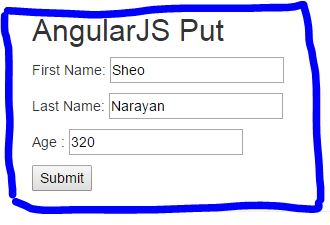 AngularJS Put
First Name: Sheo
Last Name: Narayan
Age : 320
Submit